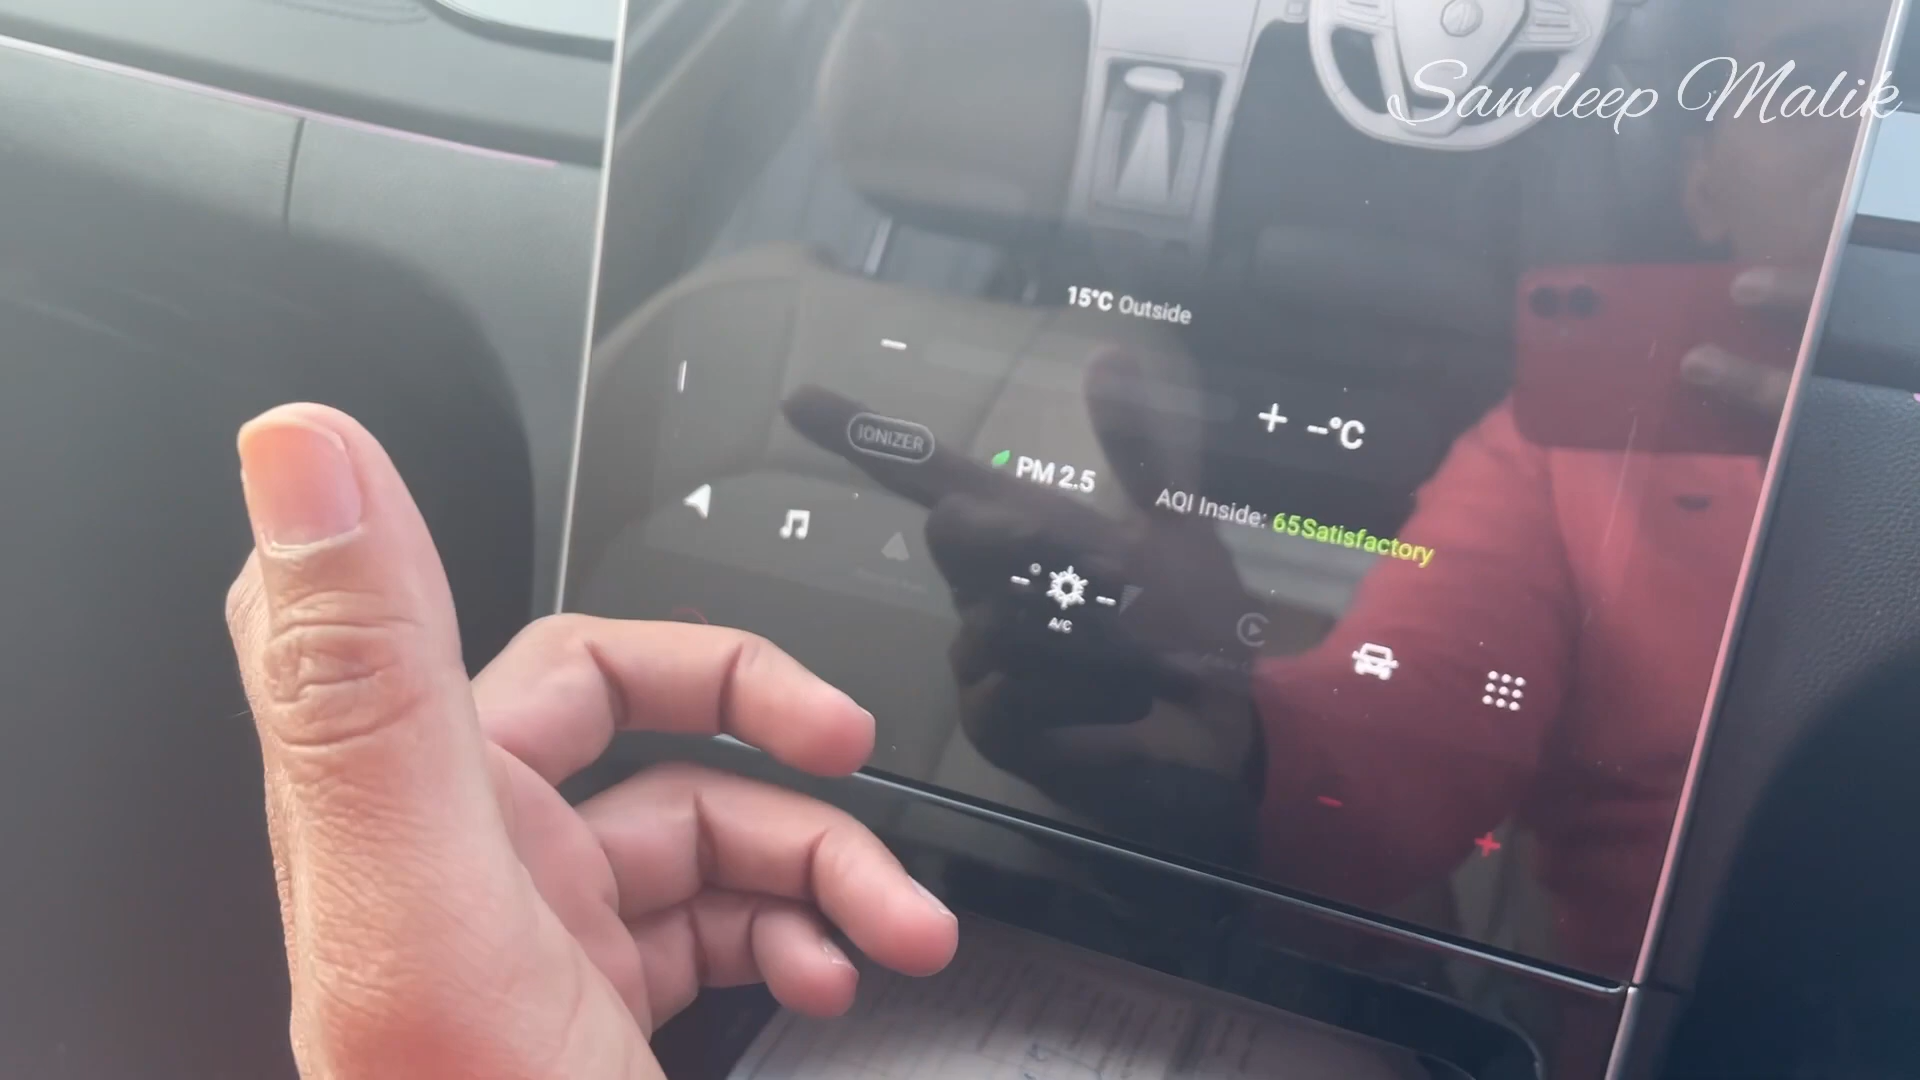 Sandeep Malik
15°C Outside
– + --°C
IONIZER
PM 2.5
AQI Inside: 65Satisfactory
--° --
A/C
- +